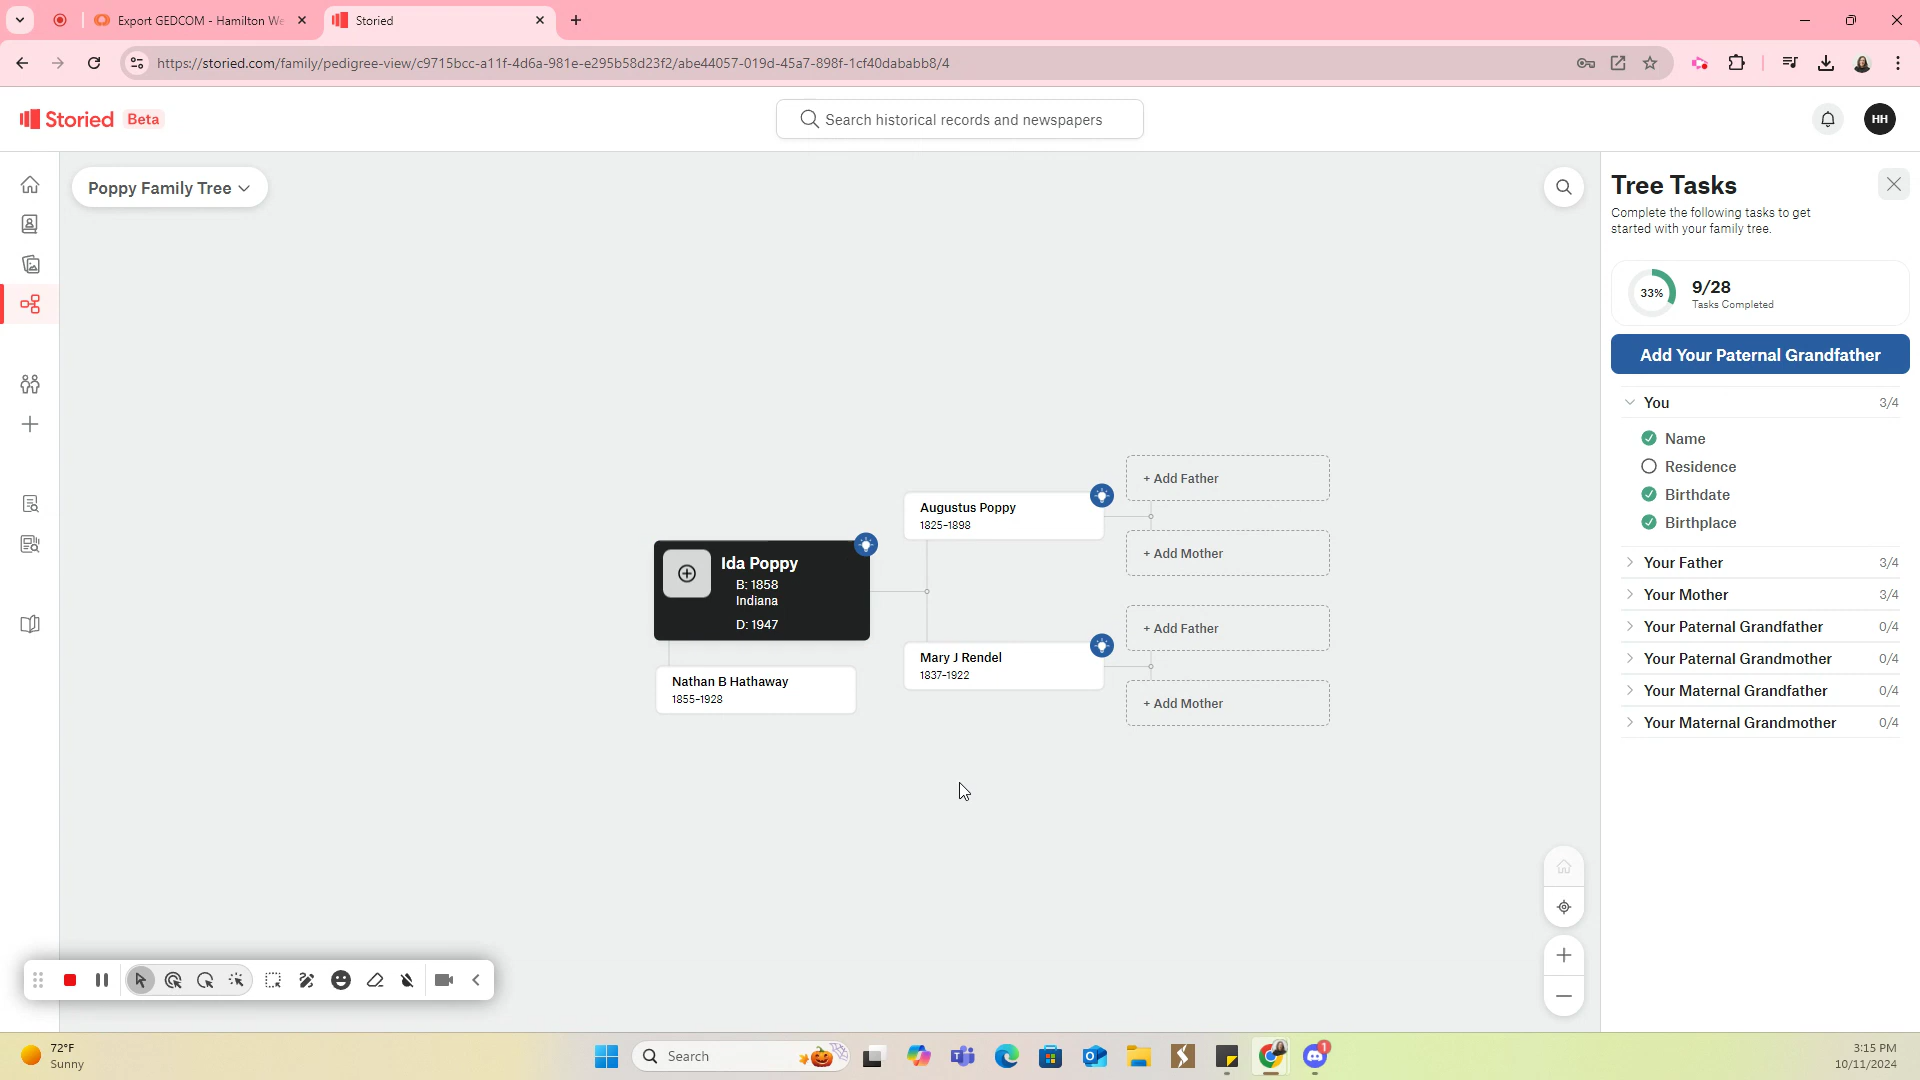 Export GEDCOM - Hamilton We
Storied
https://storied.com/family/pedigree-view/c9715bcc-a11f-4d6a-981e-e295b58d23f2/abe44057-019d-45a7-898f-1cf40dababb8/4
Storied Beta
Search historical records and newspapers
HH
Poppy Family Tree
Tree Tasks
Complete the following tasks to get
started with your family tree.
33%
9/28
Tasks Completed
Add Your Paternal Grandfather
You 3/4
Name
Residence
Birthdate
Birthplace
Your Father 3/4
Your Mother 3/4
Your Paternal Grandfather 0/4
Your Paternal Grandmother 0/4
Your Maternal Grandfather 0/4
Your Maternal Grandmother 0/4
Ida Poppy
B: 1858
Indiana
D: 1947
Nathan B Hathaway
1855-1928
Augustus Poppy
1825-1898
Mary J Rendel
1837-1922
+ Add Father
+ Add Mother
+ Add Father
+ Add Mother
72°F
Sunny
Search
1
3:15 PM
10/11/2024